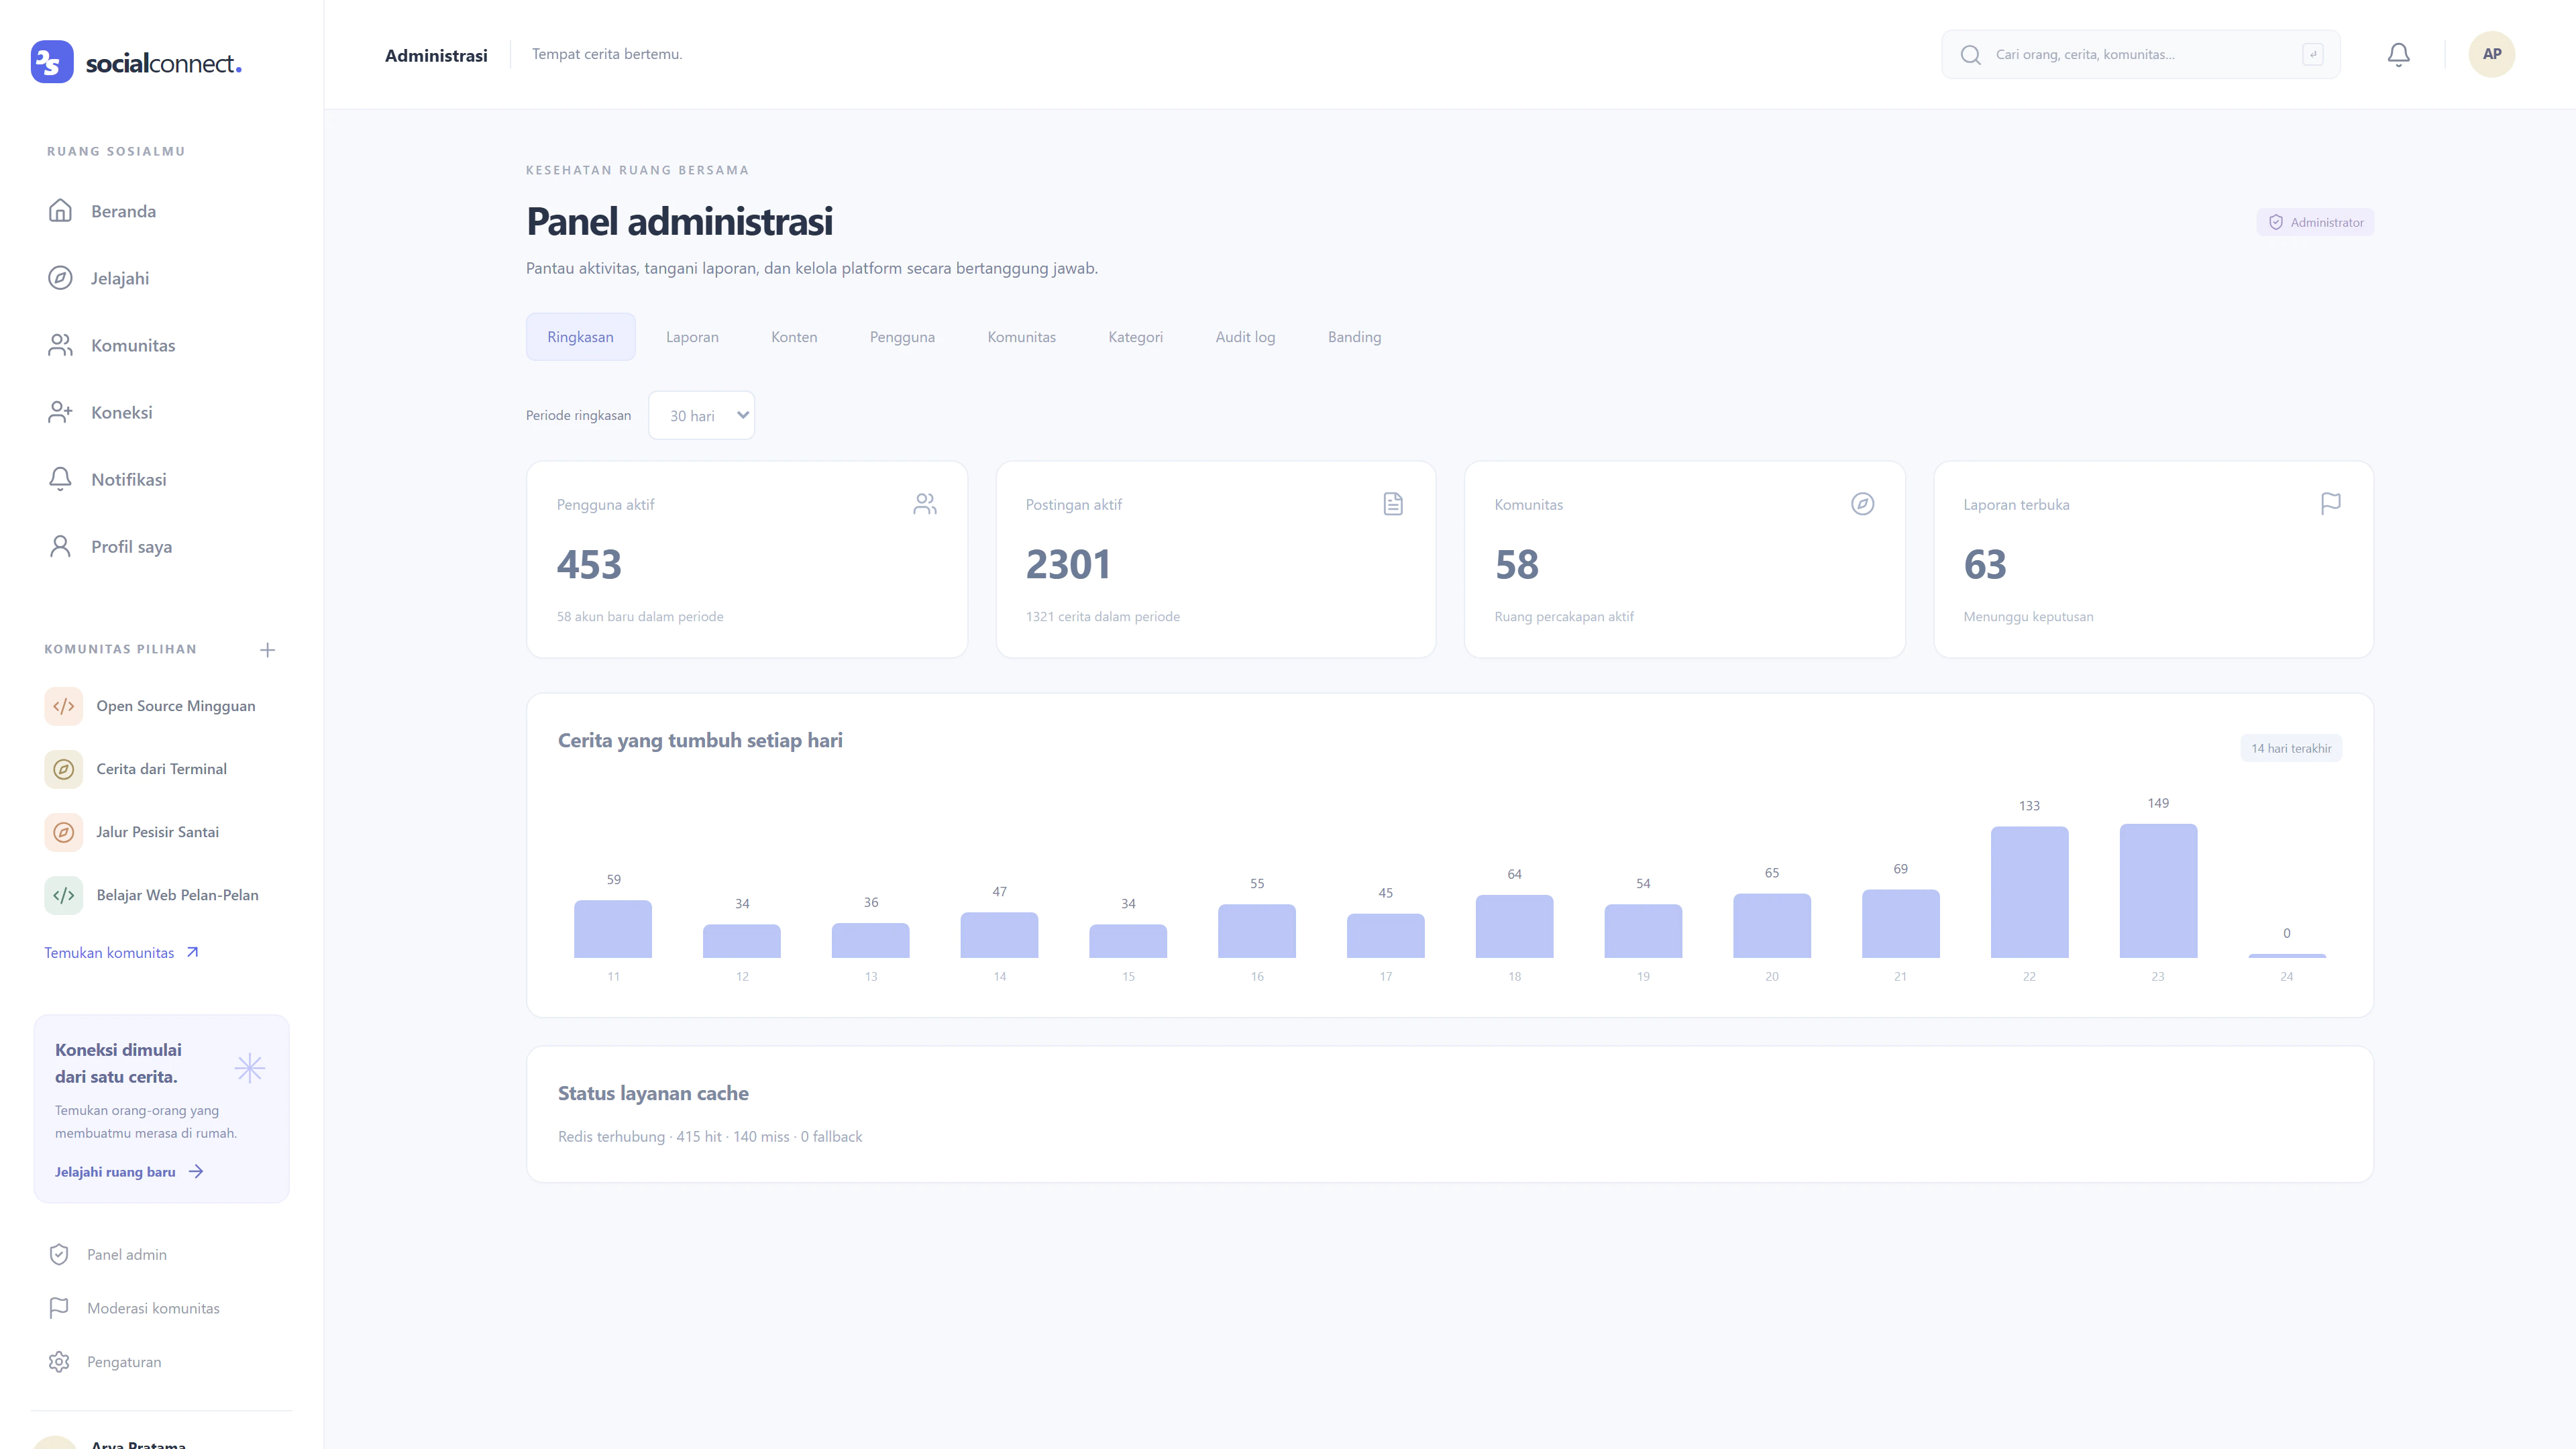 socialconnect.
RUANG SOSIALMU
Beranda
Jelajahi
Komunitas
Koneksi
Notifikasi
Profil saya
KOMUNITAS PILIHAN
Open Source Mingguan
Cerita dari Terminal
Jalur Pesisir Santai
Belajar Web Pelan-Pelan
Temukan komunitas
Koneksi dimulai
dari satu cerita.
Temukan orang-orang yang
membuatmu merasa di rumah.
Jelajahi ruang baru
Panel admin
Moderasi komunitas
Pengaturan
Arya Pratama
Administrasi
Tempat cerita bertemu.
Cari orang, cerita, komunitas...
AP
KESEHATAN RUANG BERSAMA
Panel administrasi
Administrator
Pantau aktivitas, tangani laporan, dan kelola platform secara bertanggung jawab.
Ringkasan Laporan Konten Pengguna Komunitas Kategori Audit log Banding
Periode ringkasan 30 hari
Pengguna aktif
453
58 akun baru dalam periode
Postingan aktif
2301
1321 cerita dalam periode
Komunitas
58
Ruang percakapan aktif
Laporan terbuka
63
Menunggu keputusan
Cerita yang tumbuh setiap hari
14 hari terakhir
59 34 36 47 34 55 45 64 54 65 69 133 149 0
11 12 13 14 15 16 17 18 19 20 21 22 23 24
Status layanan cache
Redis terhubung · 415 hit · 140 miss · 0 fallback